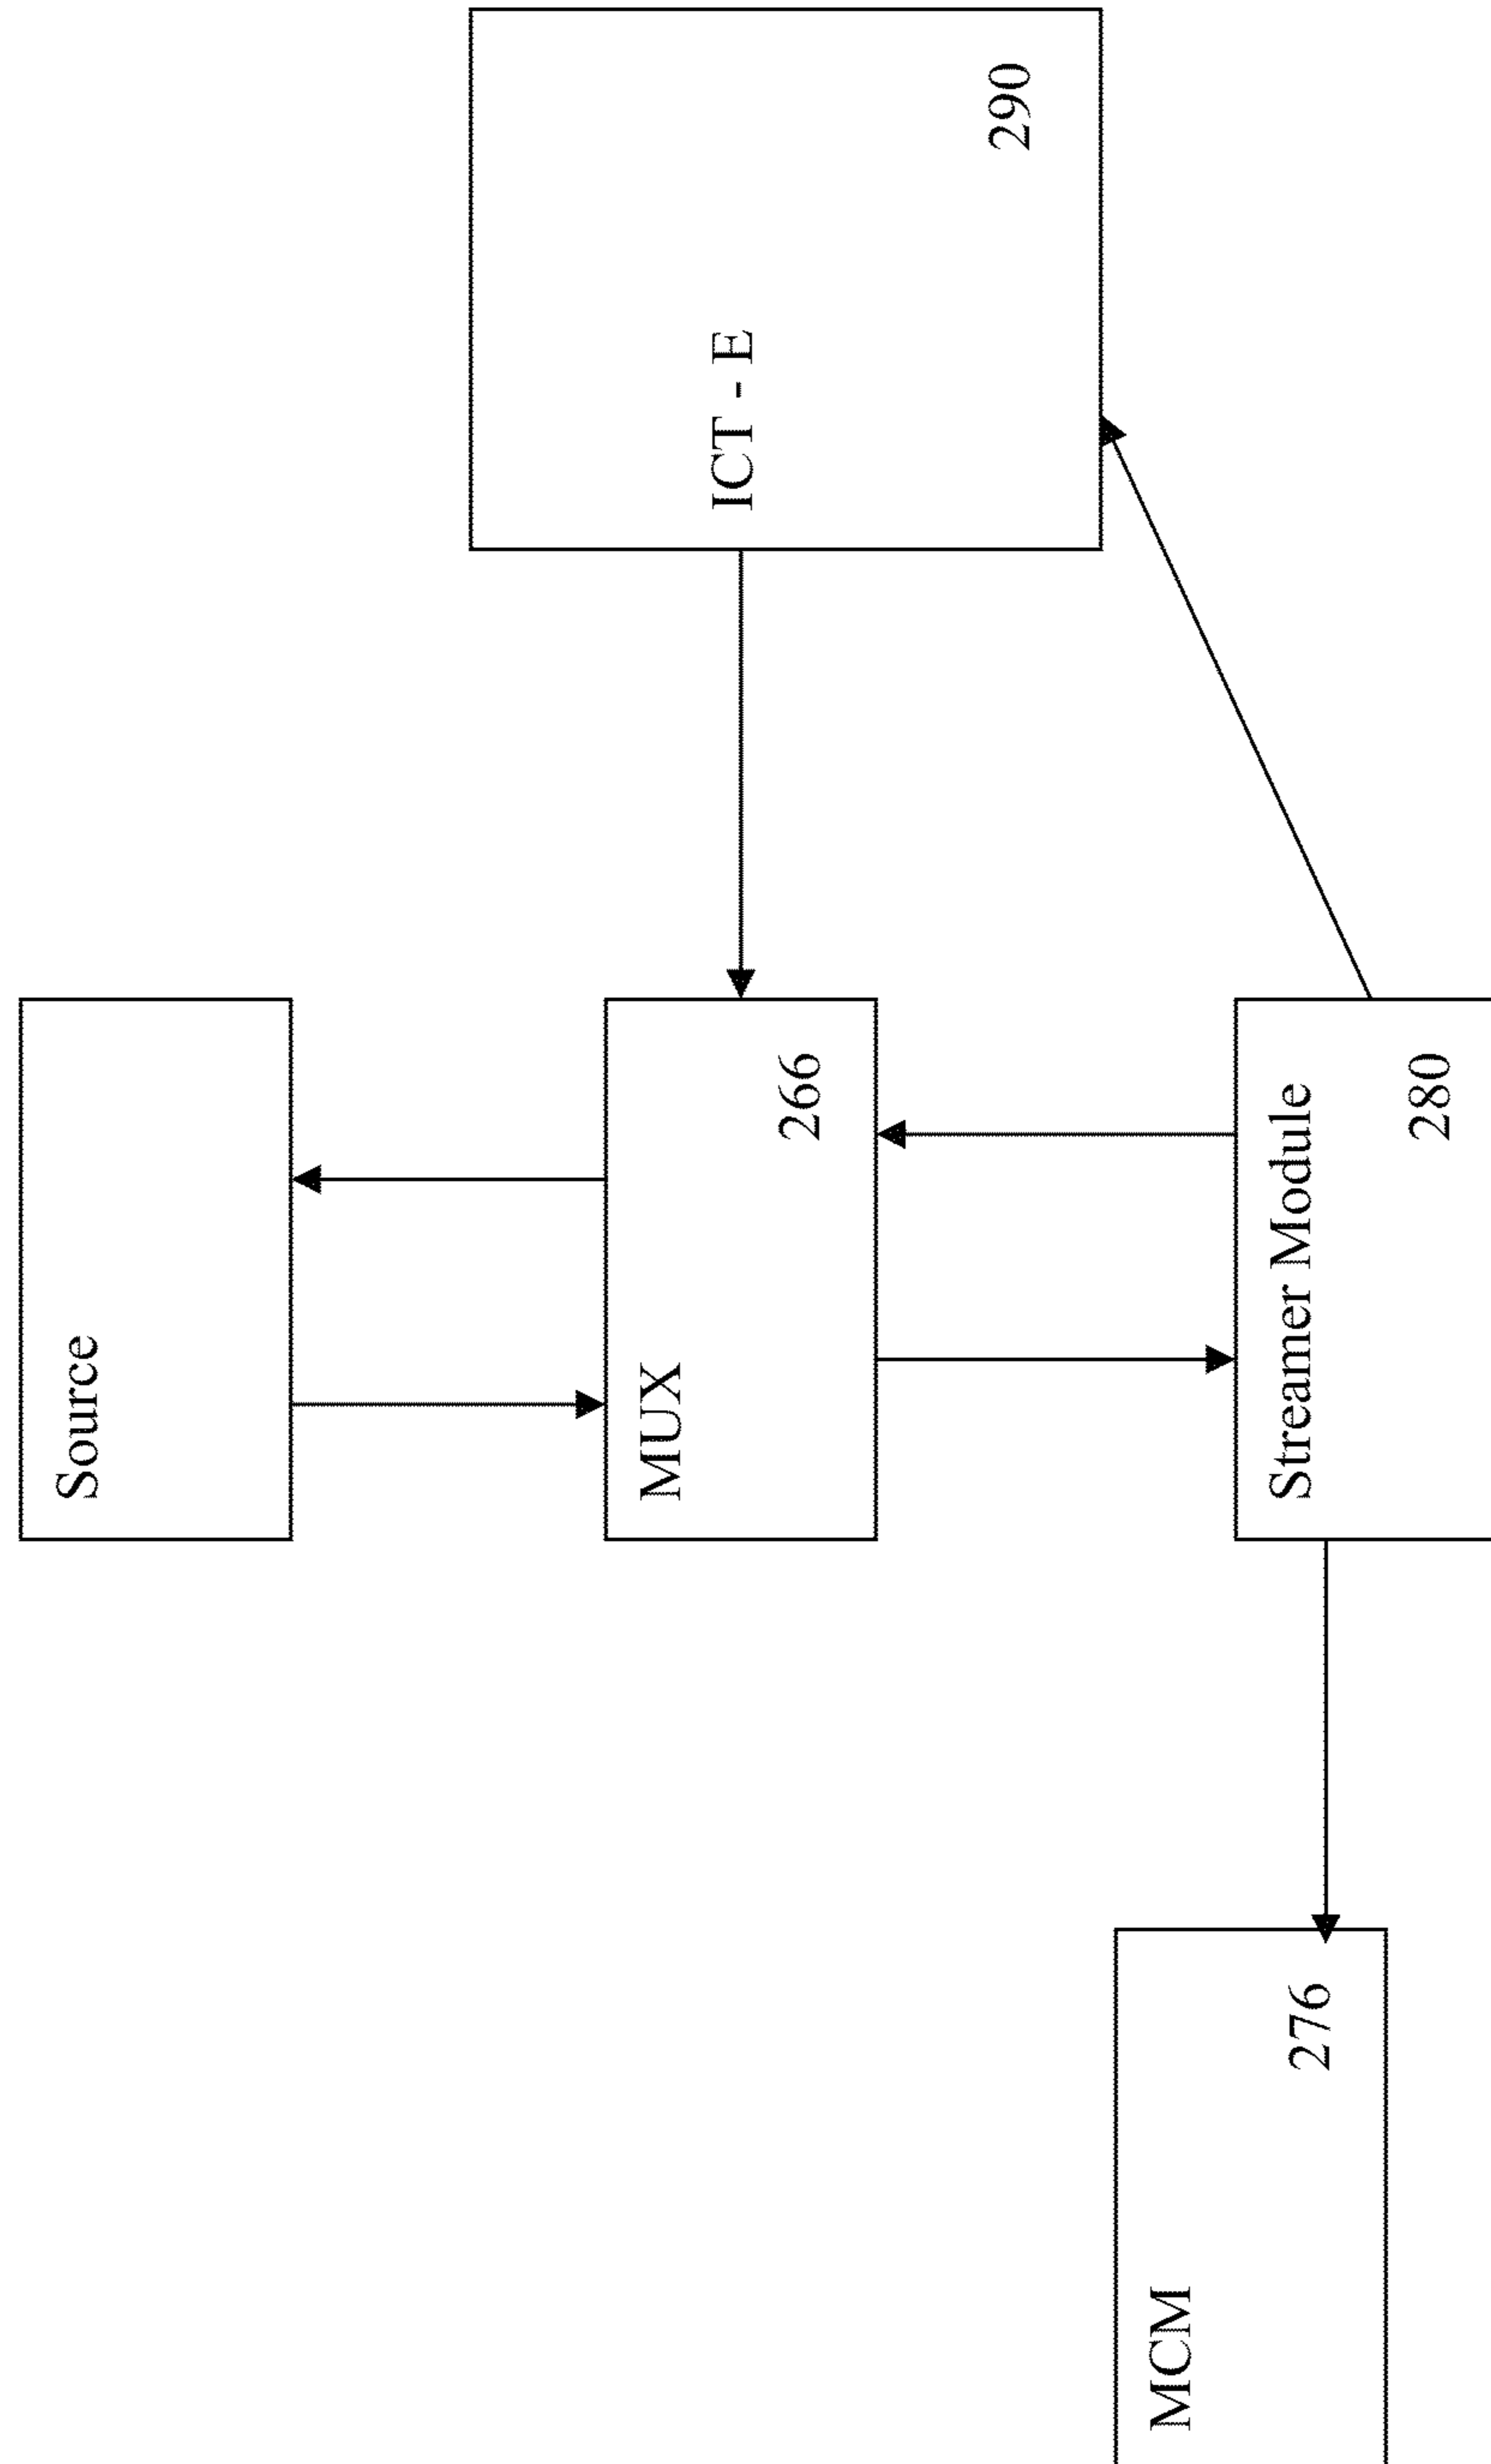 Source
MUX
266
ICT - E
290
MCM
276
Streamer Module
280